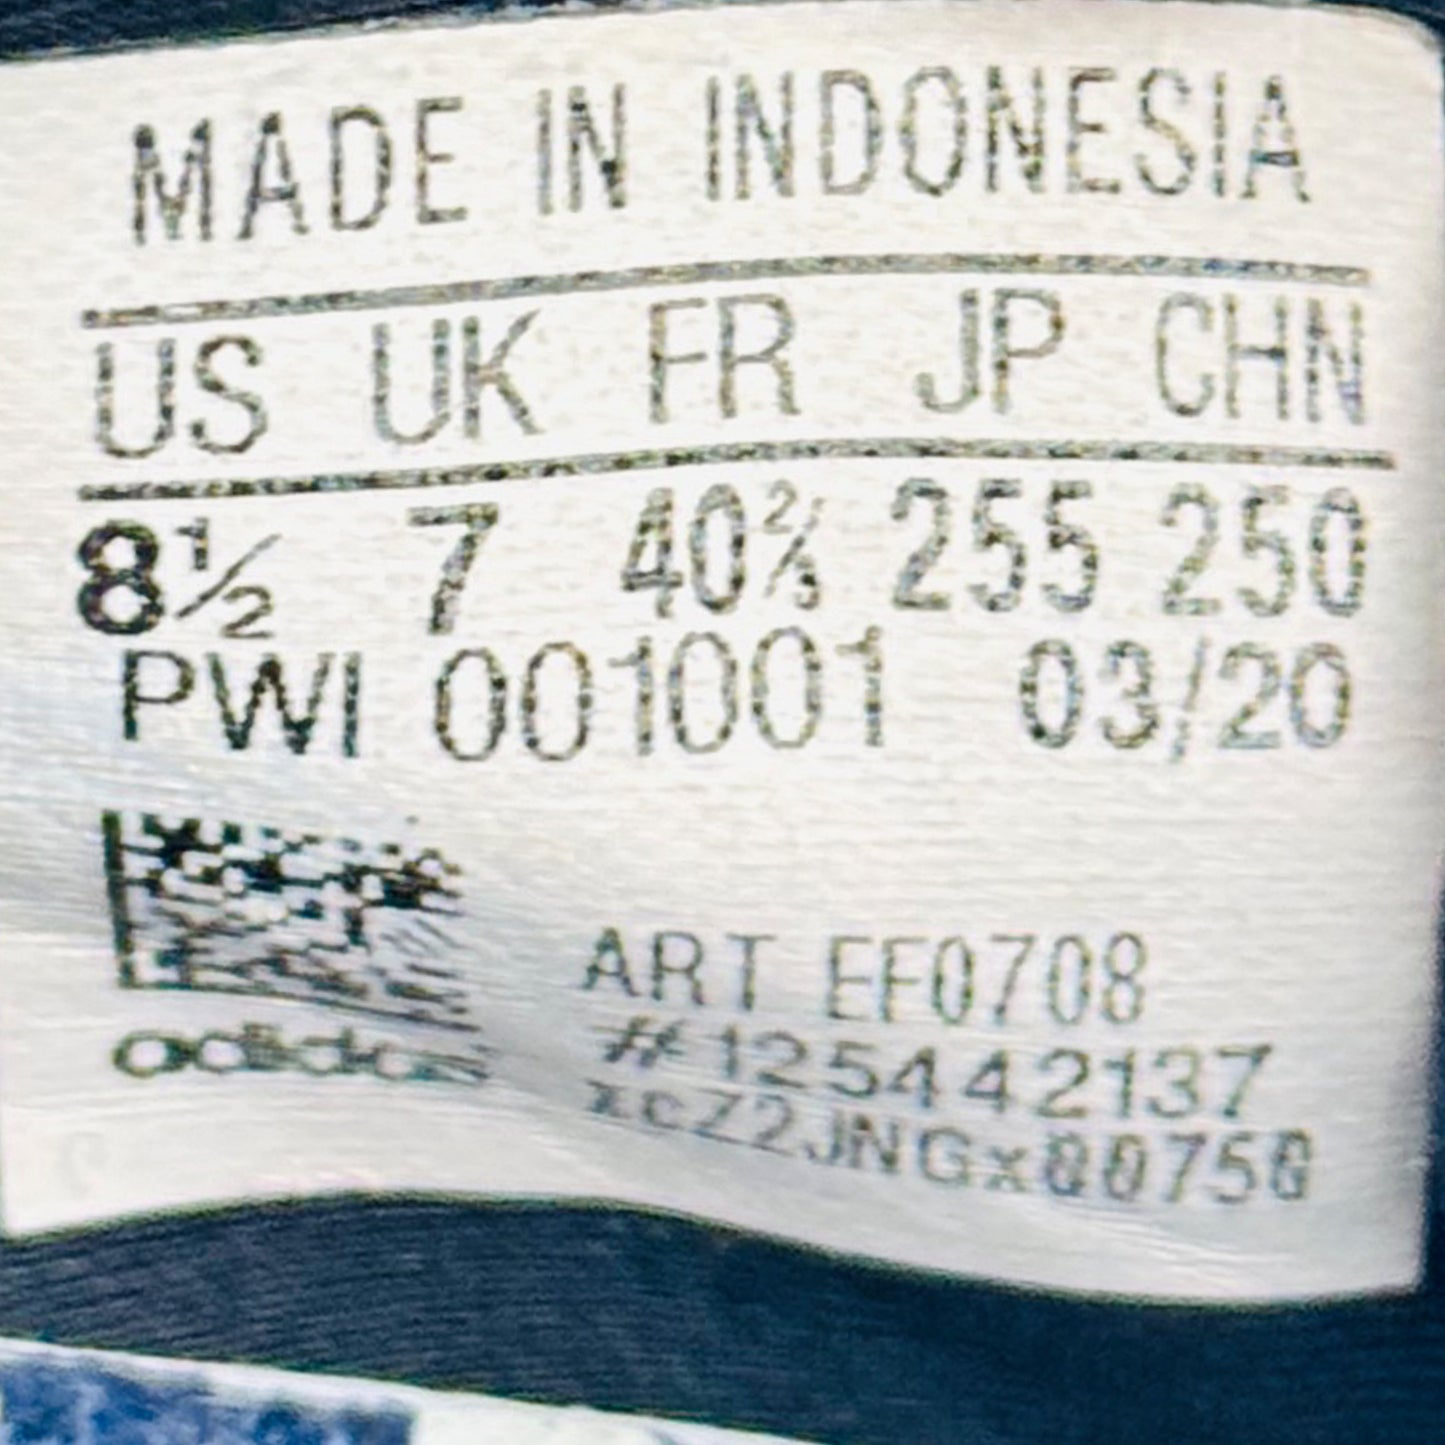 MADE IN INDONESIA
US UK FR JP CHN
8½ 7 40⅔ 255 250
PWI 001001 03/20
ART EF0708
adidas
#125442137
xcZ2JNGx00750